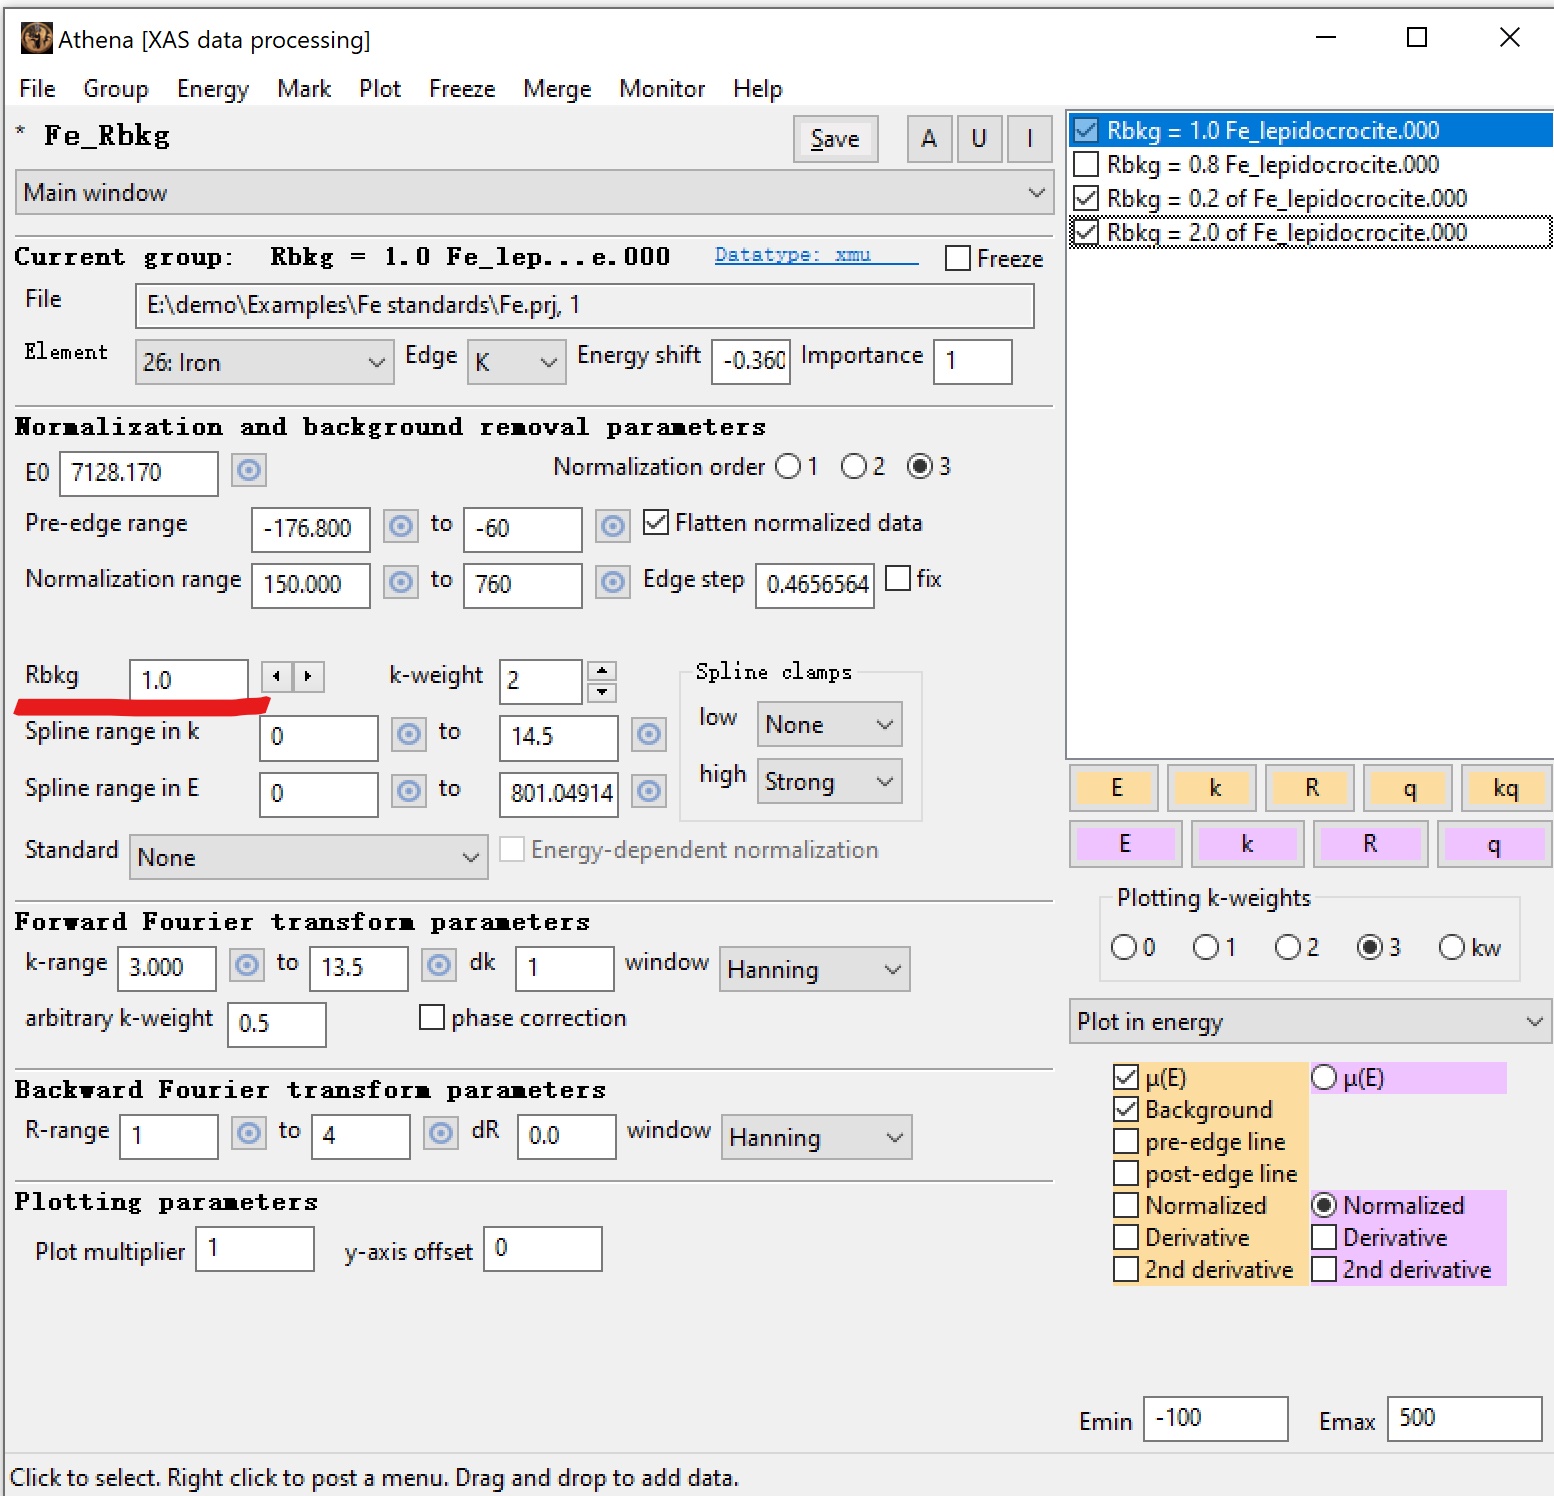 Athena [XAS data processing]
File Group Energy Mark Plot Freeze Merge Monitor Help
* Fe_Rbkg
Save A U I
Main window
Current group: Rbkg = 1.0 Fe_lep...e.000 Datatype: xmu Freeze
File E:\demo\Examples\Fe standards\Fe.prj, 1
Element 26: Iron Edge K Energy shift -0.360 Importance 1
Normalization and background removal parameters
E0 7128.170 Normalization order 1 2 3
Pre-edge range -176.800 to -60 Flatten normalized data
Normalization range 150.000 to 760 Edge step 0.4656564 fix
Rbkg 1.0 k-weight 2
Spline range in k 0 to 14.5
Spline range in E 0 to 801.04914
Spline clamps
low None
high Strong
Standard None Energy-dependent normalization
Forward Fourier transform parameters
k-range 3.000 to 13.5 dk 1 window Hanning
arbitrary k-weight 0.5 phase correction
Backward Fourier transform parameters
R-range 1 to 4 dR 0.0 window Hanning
Plotting parameters
Plot multiplier 1 y-axis offset 0
Rbkg = 1.0 Fe_lepidocrocite.000
Rbkg = 0.8 Fe_lepidocrocite.000
Rbkg = 0.2 of Fe_lepidocrocite.000
Rbkg = 2.0 of Fe_lepidocrocite.000
E k R q kq
E k R q
Plotting k-weights
0 1 2 3 kw
Plot in energy
μ(E) μ(E)
Background
pre-edge line
post-edge line
Normalized Normalized
Derivative Derivative
2nd derivative 2nd derivative
Emin -100 Emax 500
Click to select. Right click to post a menu. Drag and drop to add data.